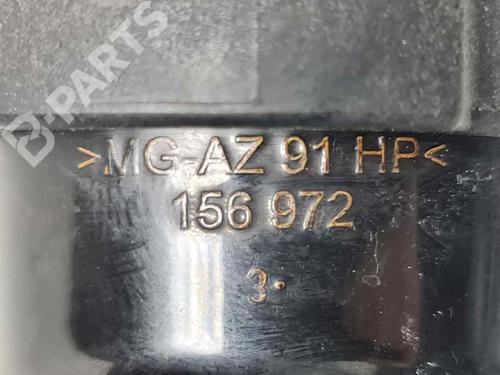 B-PARTS
>MG-AZ 91 HP<
156 972
3·